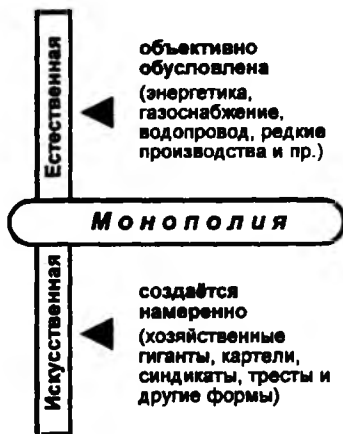 Естественная
объективно
обусловлена
(энергетика,
газоснабжение,
водопровод, редкие
производства и пр.)
Монополия
Искусственная
создаётся
намеренно
(хозяйственные
гиганты, картели,
синдикаты, тресты и
другие формы)